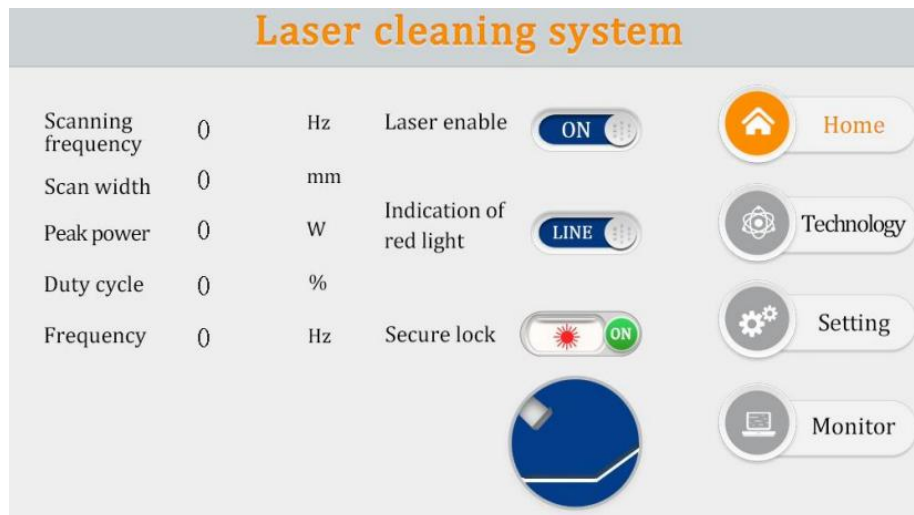 Laser cleaning system
Scanning frequency 0 Hz
Scan width 0 mm
Peak power 0 W
Duty cycle 0 %
Frequency 0 Hz
Laser enable ON
Indication of
red light LINE
Secure lock ON
Home
Technology
Setting
Monitor